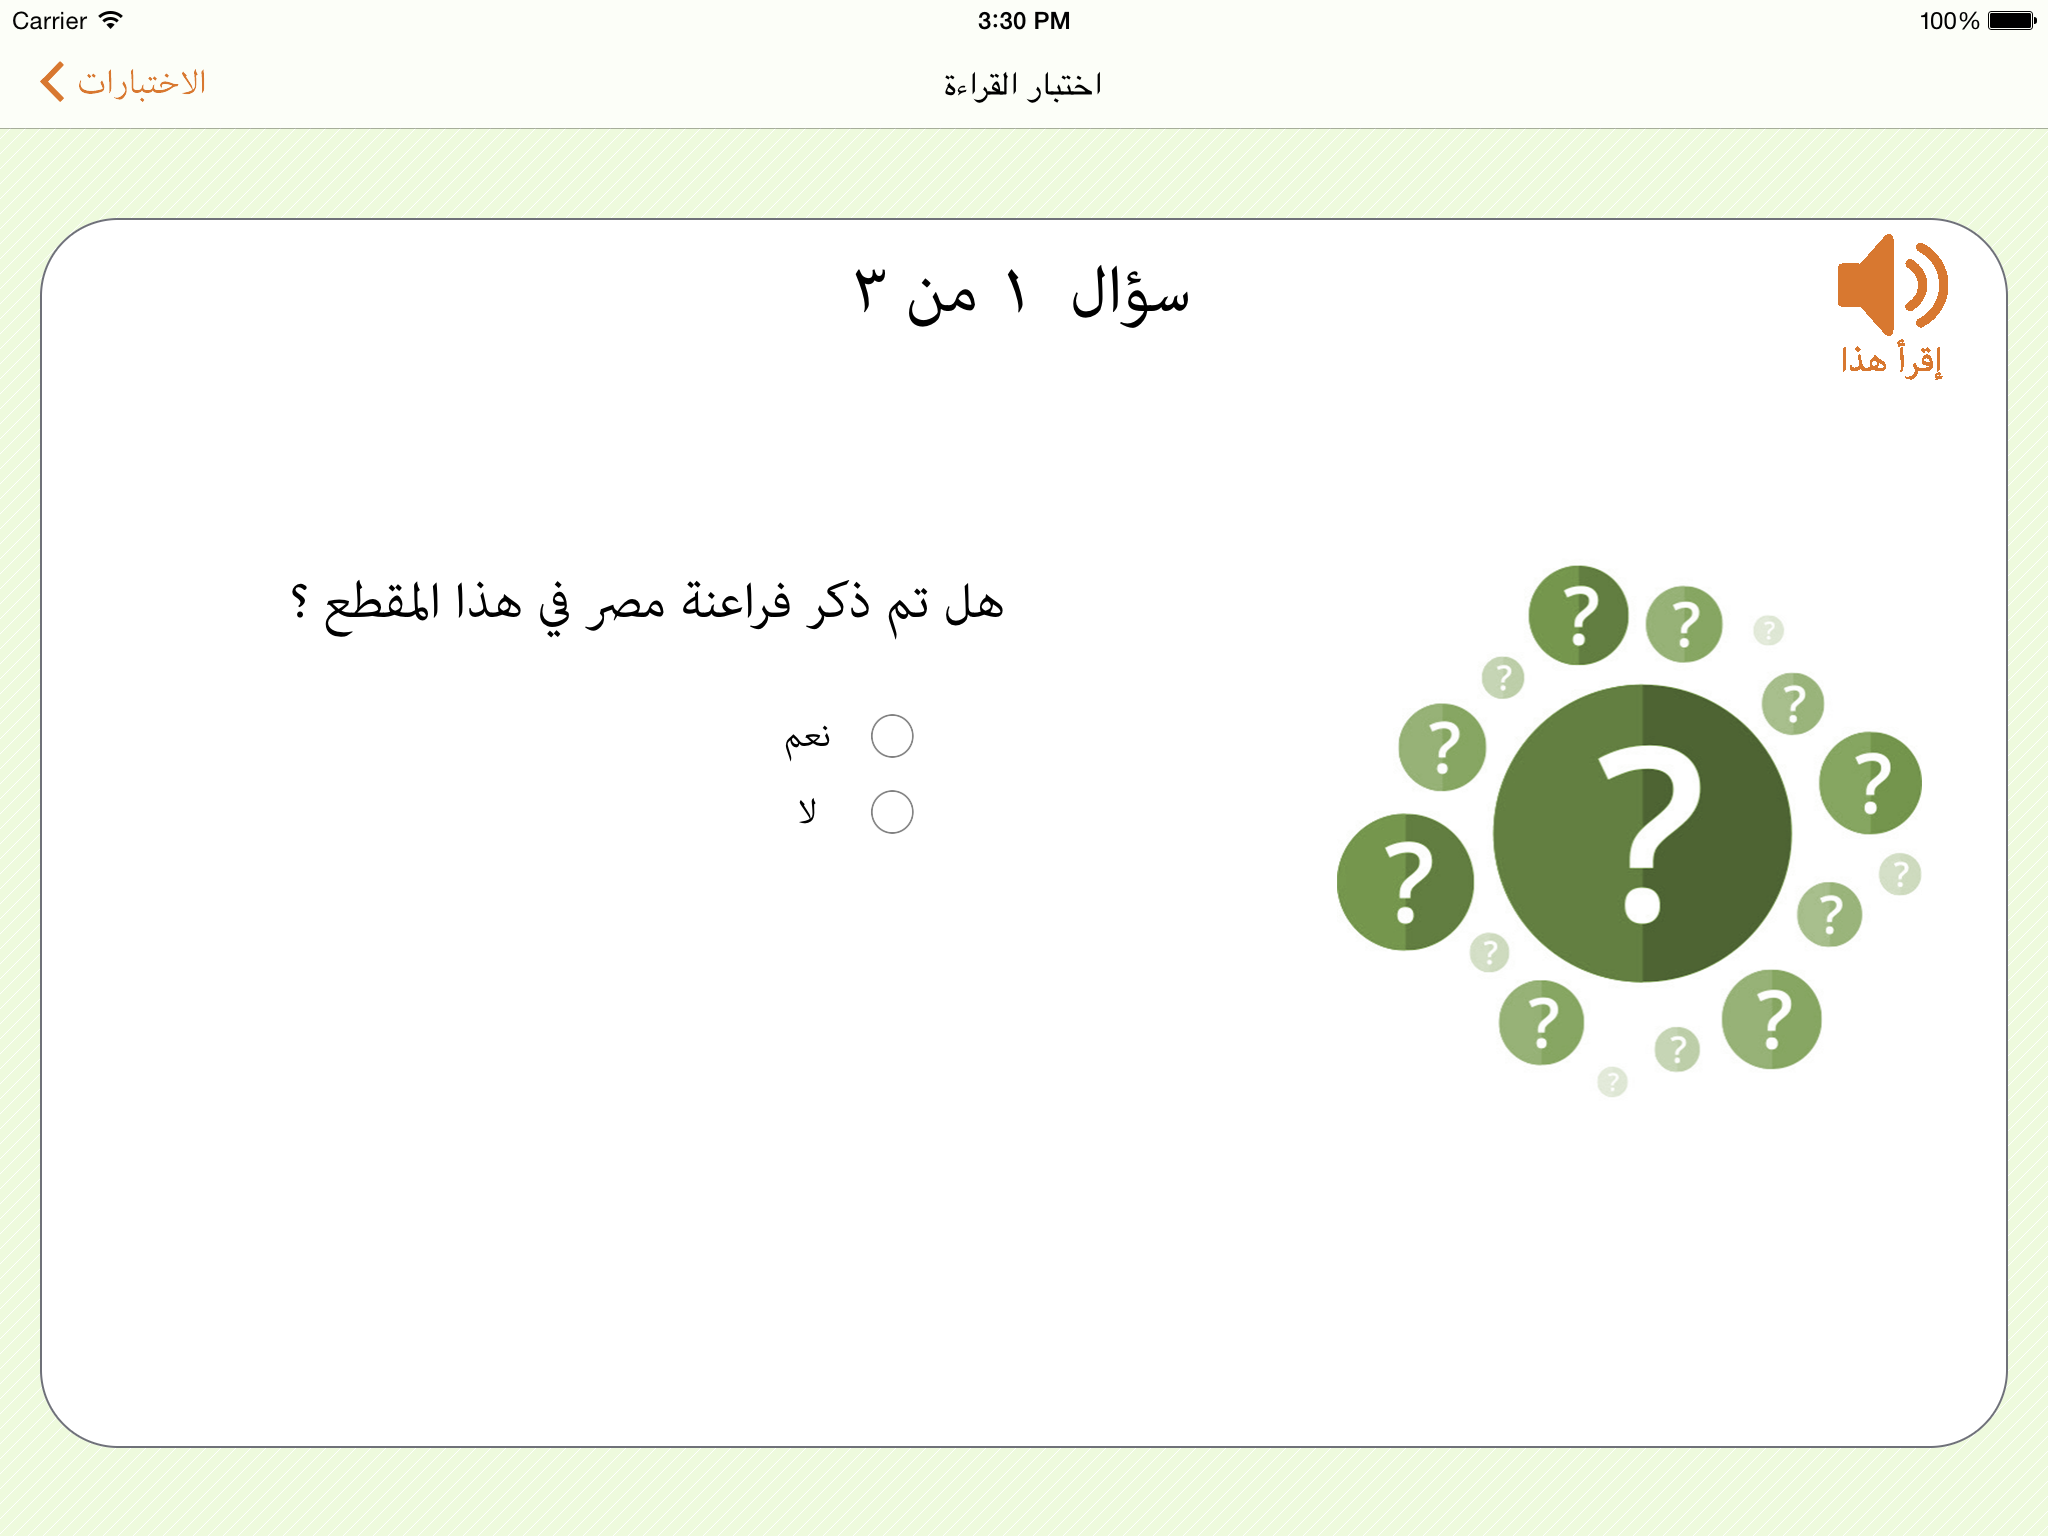 Carrier 3:30 PM 100%
الاختبارات
اختبار القراءة
سؤال ١ من ٣
إقرأ هذا
هل تم ذكر فراعنة مصر في هذا المقطع ؟
نعم
لا
? ? ? ? ? ? ? ? ? ? ? ? ? ? ? ?